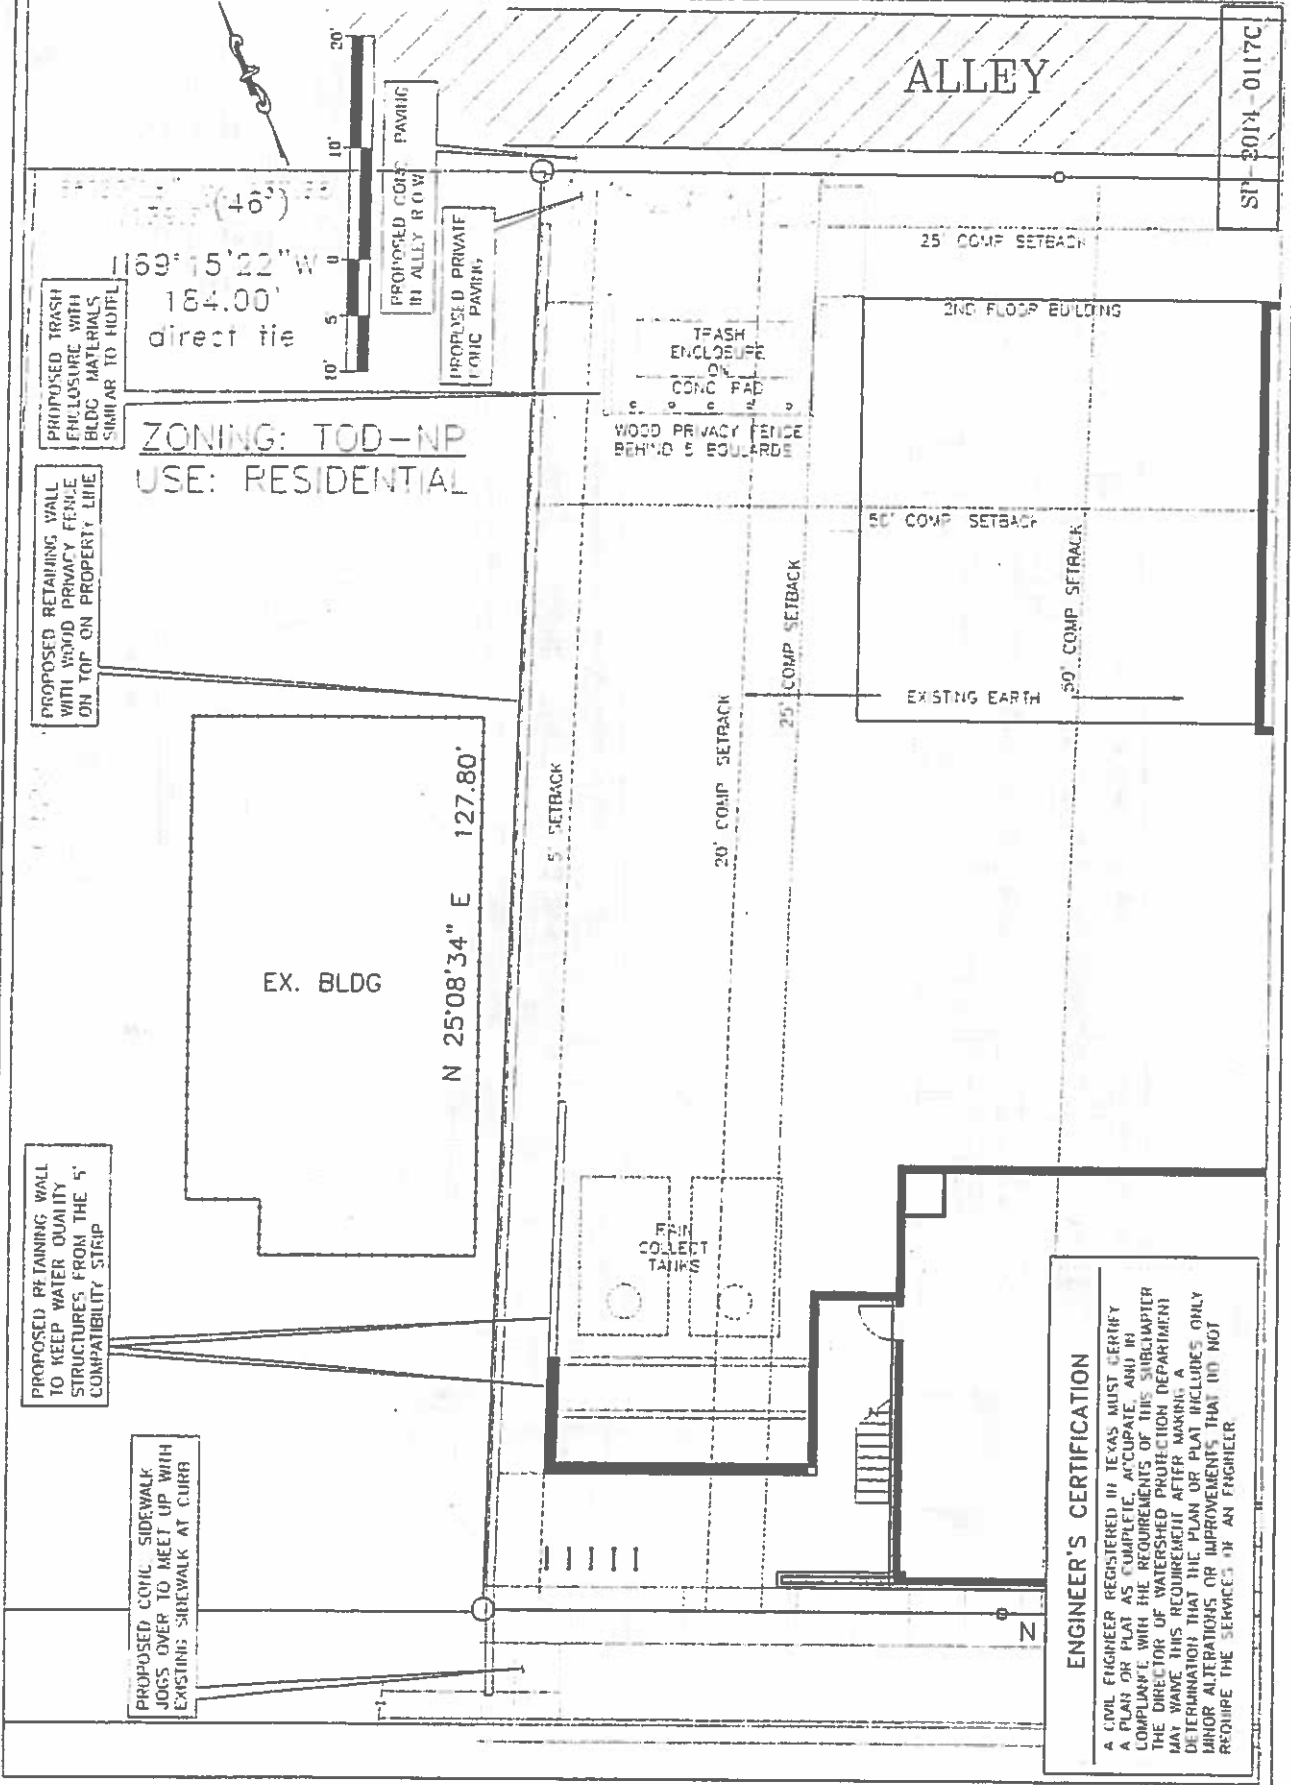 ALLEY
SP-2014-0117C
20'
10'
0
5
10'
(46')
184.00'
direct tie
PROPOSED CONC PAVING
IN ALLEY R O W
PROPOSED PRIVATE
CONC PAVING
PROPOSED TRASH
ENCLOSURE WITH
BLDG MATERIALS
SIMILAR TO HOTEL
ZONING: TOD-NP
USE: RESIDENTIAL
25' COMP SETBACK
2ND FLOOR BUILDING
TRASH
ENCLOSURE
ON
CONC PAD
WOOD PRIVACY FENCE
BEHIND 5 BOULARDS
50' COMP SETBACK
PROPOSED RETAINING WALL
WITH WOOD PRIVACY FENCE
ON TOP ON PROPERTY LINE
EXISTING EARTH
50' COMP SETBACK
25' COMP SETBACK
20' COMP SETBACK
5' SETBACK
EX. BLDG
N 25°08'34" E 127.80'
PROPOSED RETAINING WALL
TO KEEP WATER QUALITY
STRUCTURES FROM THE 5'
COMPATIBILITY STRIP
RAIN
COLLECT
TANKS
PROPOSED CONC SIDEWALK
JOGS OVER TO MEET UP WITH
EXISTING SIDEWALK AT CURB
N
ENGINEER'S CERTIFICATION
A CIVIL ENGINEER REGISTERED IN TEXAS MUST CERTIFY
A PLAN OR PLAT AS COMPLETE, ACCURATE, AND IN
COMPLIANCE WITH THE REQUIREMENTS OF THIS SUBCHAPTER
THE DIRECTOR OF WATERSHED PROTECTION DEPARTMENT
MAY WAIVE THIS REQUIREMENT AFTER MAKING A
DETERMINATION THAT THE PLAN OR PLAT INCLUDES ONLY
MINOR ALTERATIONS OR IMPROVEMENTS THAT DO NOT
REQUIRE THE SERVICES OF AN ENGINEER.